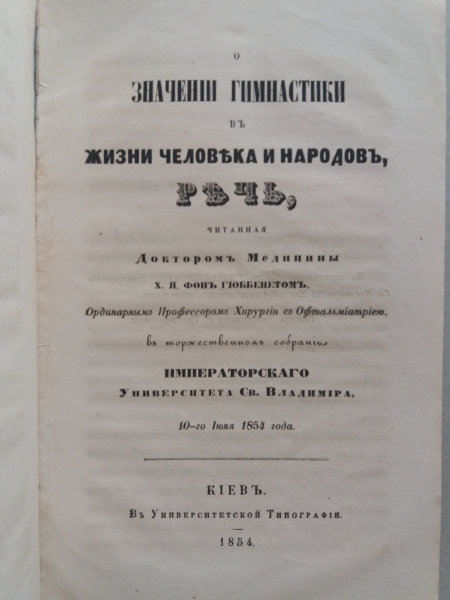 О
ЗНАЧЕНІИ ГИМНАСТИКИ
ВЪ
ЖИЗНИ ЧЕЛОВѢКА И НАРОДОВЪ,
РѢЧЬ,
ЧИТАННАЯ
Докторомъ Медицины
Х. Я. ФОНЪ ГЮББЕНЕТОМЪ,
Ординарнымъ Профессоромъ Хирургіи съ Офтальміатріею,
въ торжественномъ собраніи
ИМПЕРАТОРСКАГО
Университета Св. Владиміра,
10-го Іюня 1854 года.
КІЕВЪ.
Въ Университетской Типографіи.
1854.